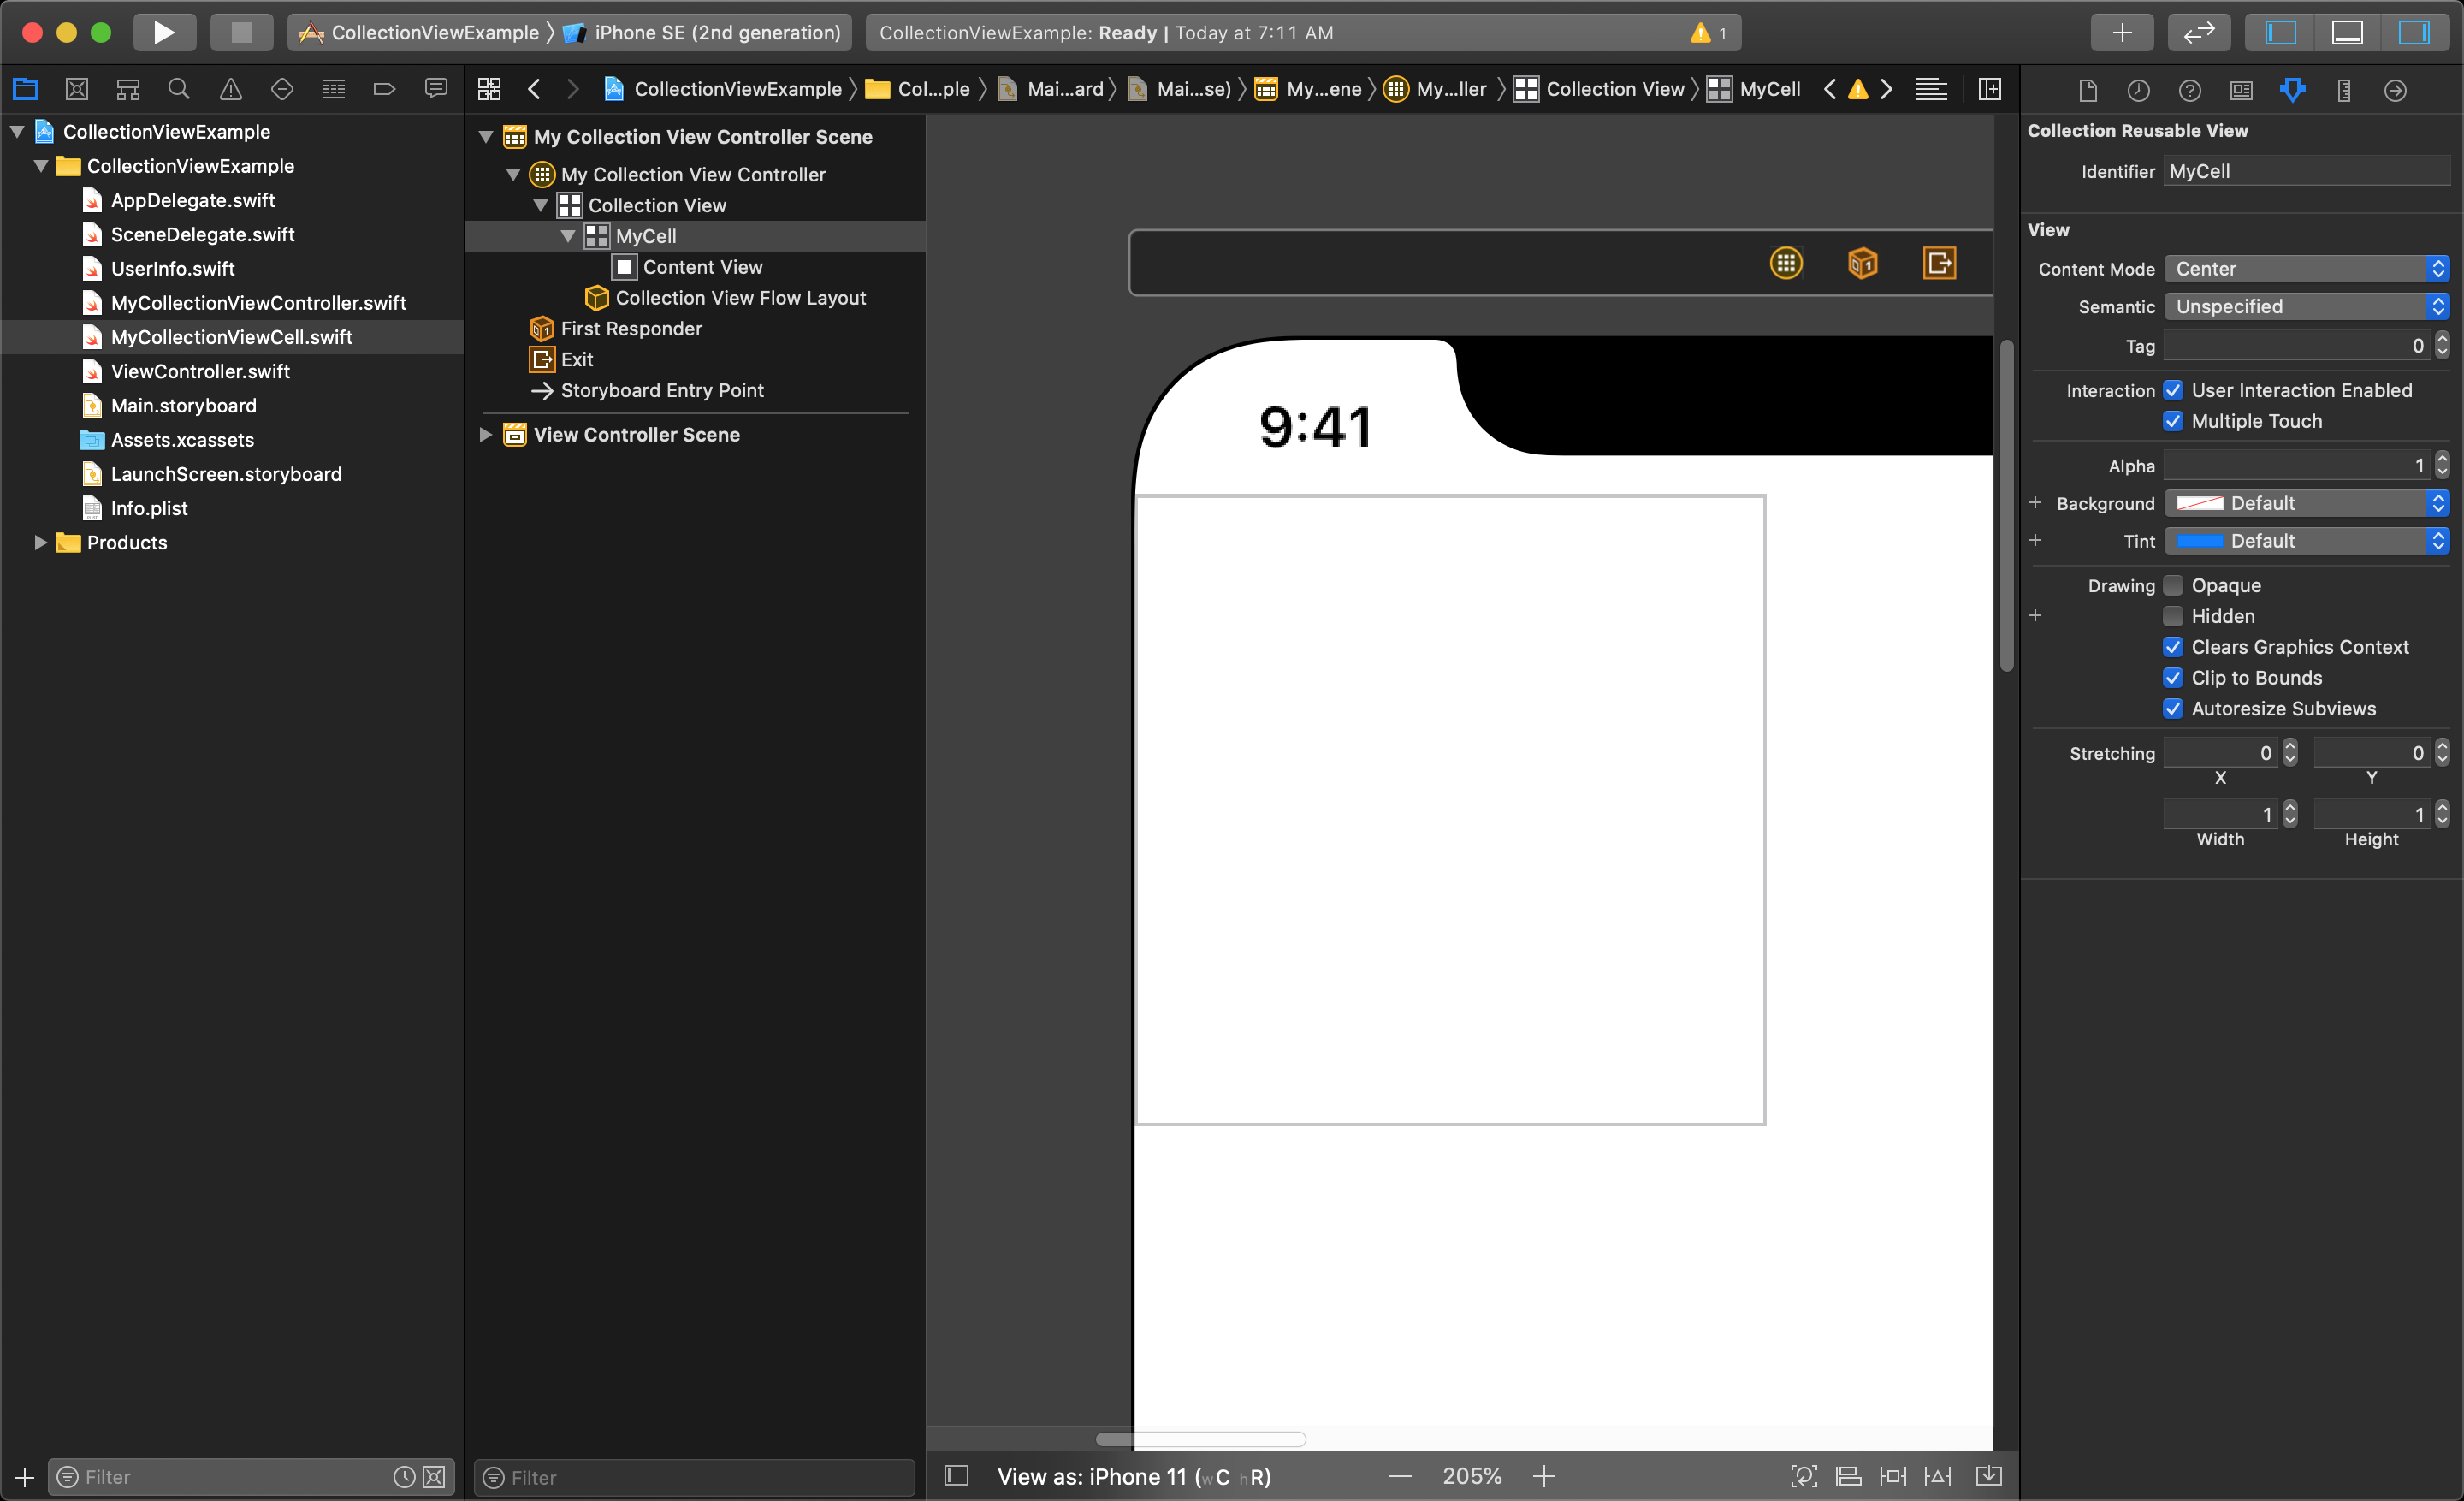 CollectionViewExample 〉 iPhone SE (2nd generation)
CollectionViewExample: Ready | Today at 7:11 AM
1
CollectionViewExample 〉 Col...ple 〉 Mai...ard 〉 Mai...se) 〉 My...ene 〉 My...ller 〉 Collection View 〉 MyCell
CollectionViewExample
CollectionViewExample
AppDelegate.swift
SceneDelegate.swift
UserInfo.swift
MyCollectionViewController.swift
MyCollectionViewCell.swift
ViewController.swift
Main.storyboard
Assets.xcassets
LaunchScreen.storyboard
Info.plist
Products
Filter
My Collection View Controller Scene
My Collection View Controller
Collection View
MyCell
Content View
Collection View Flow Layout
First Responder
Exit
Storyboard Entry Point
View Controller Scene
Filter
9:41
View as: iPhone 11 (wC hR)
205%
Collection Reusable View
Identifier MyCell
View
Content Mode Center
Semantic Unspecified
Tag 0
Interaction User Interaction Enabled
Multiple Touch
Alpha 1
Background Default
Tint Default
Drawing Opaque
Hidden
Clears Graphics Context
Clip to Bounds
Autoresize Subviews
Stretching 0 0
X Y
1 1
Width Height